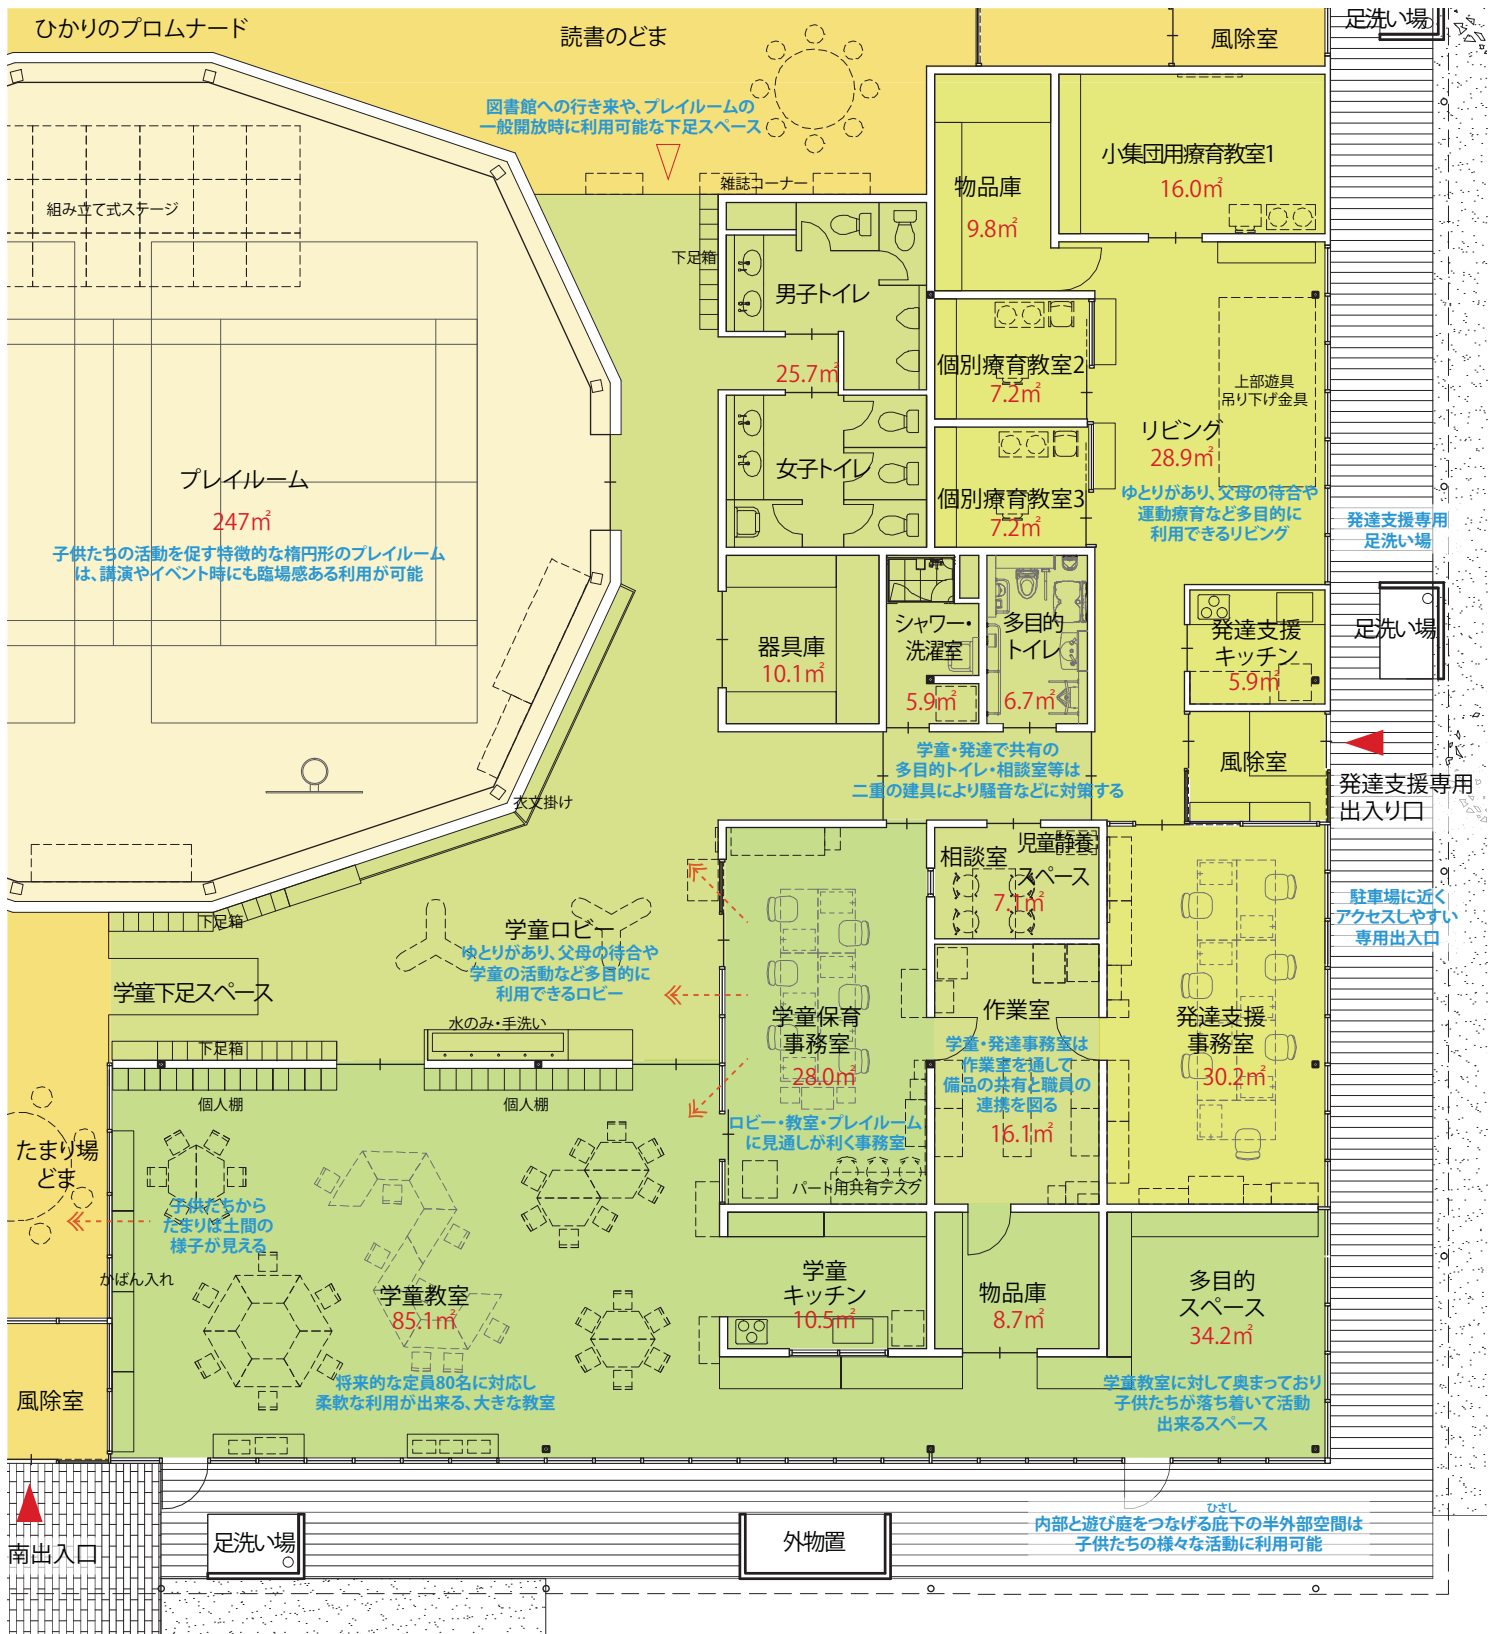 ひかりのプロムナード
読書のどま
風除室
足洗い場
図書館への行き来や、プレイルームの
一般開放時に利用可能な下足スペース
雑誌コーナー
組み立て式ステージ
下足箱
物品庫
9.8㎡
小集団用療育教室1
16.0㎡
男子トイレ
25.7㎡
女子トイレ
個別療育教室2
7.2㎡
個別療育教室3
7.2㎡
上部遊具
吊り下げ金具
リビング
28.9㎡
ゆとりがあり、父母の待合や
運動療育など多目的に
利用できるリビング
発達支援専用
足洗い場
プレイルーム
247㎡
子供たちの活動を促す特徴的な楕円形のプレイルーム
は、講演やイベント時にも臨場感ある利用が可能
器具庫
10.1㎡
シャワー・
洗濯室
5.9㎡
多目的
トイレ
6.7㎡
発達支援
キッチン
5.9㎡
足洗い場
学童・発達で共有の
多目的トイレ・相談室等は
二重の建具により騒音などに対策する
風除室
発達支援専用
出入り口
衣文掛け
相談室
児童静養
スペース
7.1㎡
駐車場に近く
アクセスしやすい
専用出入口
下足箱
学童ロビー
ゆとりがあり、父母の待合や
学童の活動など多目的に
利用できるロビー
学童下足スペース
水のみ・手洗い
下足箱
個人棚
個人棚
学童保育
事務室
28.0㎡
ロビー・教室・プレイルーム
に見通しが利く事務室
パート用共有デスク
作業室
学童・発達事務室は
作業室を通して
備品の共有と職員の
連携を図る
16.1㎡
発達支援
事務室
30.2㎡
たまり場
どま
子供たちから
たまりば土間の
様子が見える
かばん入れ
学童教室
85.1㎡
将来的な定員80名に対応し
柔軟な利用が出来る、大きな教室
学童
キッチン
10.5㎡
物品庫
8.7㎡
多目的
スペース
34.2㎡
学童教室に対して奥まっており
子供たちが落ち着いて活動
出来るスペース
風除室
南出入口
足洗い場
外物置
ひさし
内部と遊び庭をつなげる庇下の半外部空間は
子供たちの様々な活動に利用可能